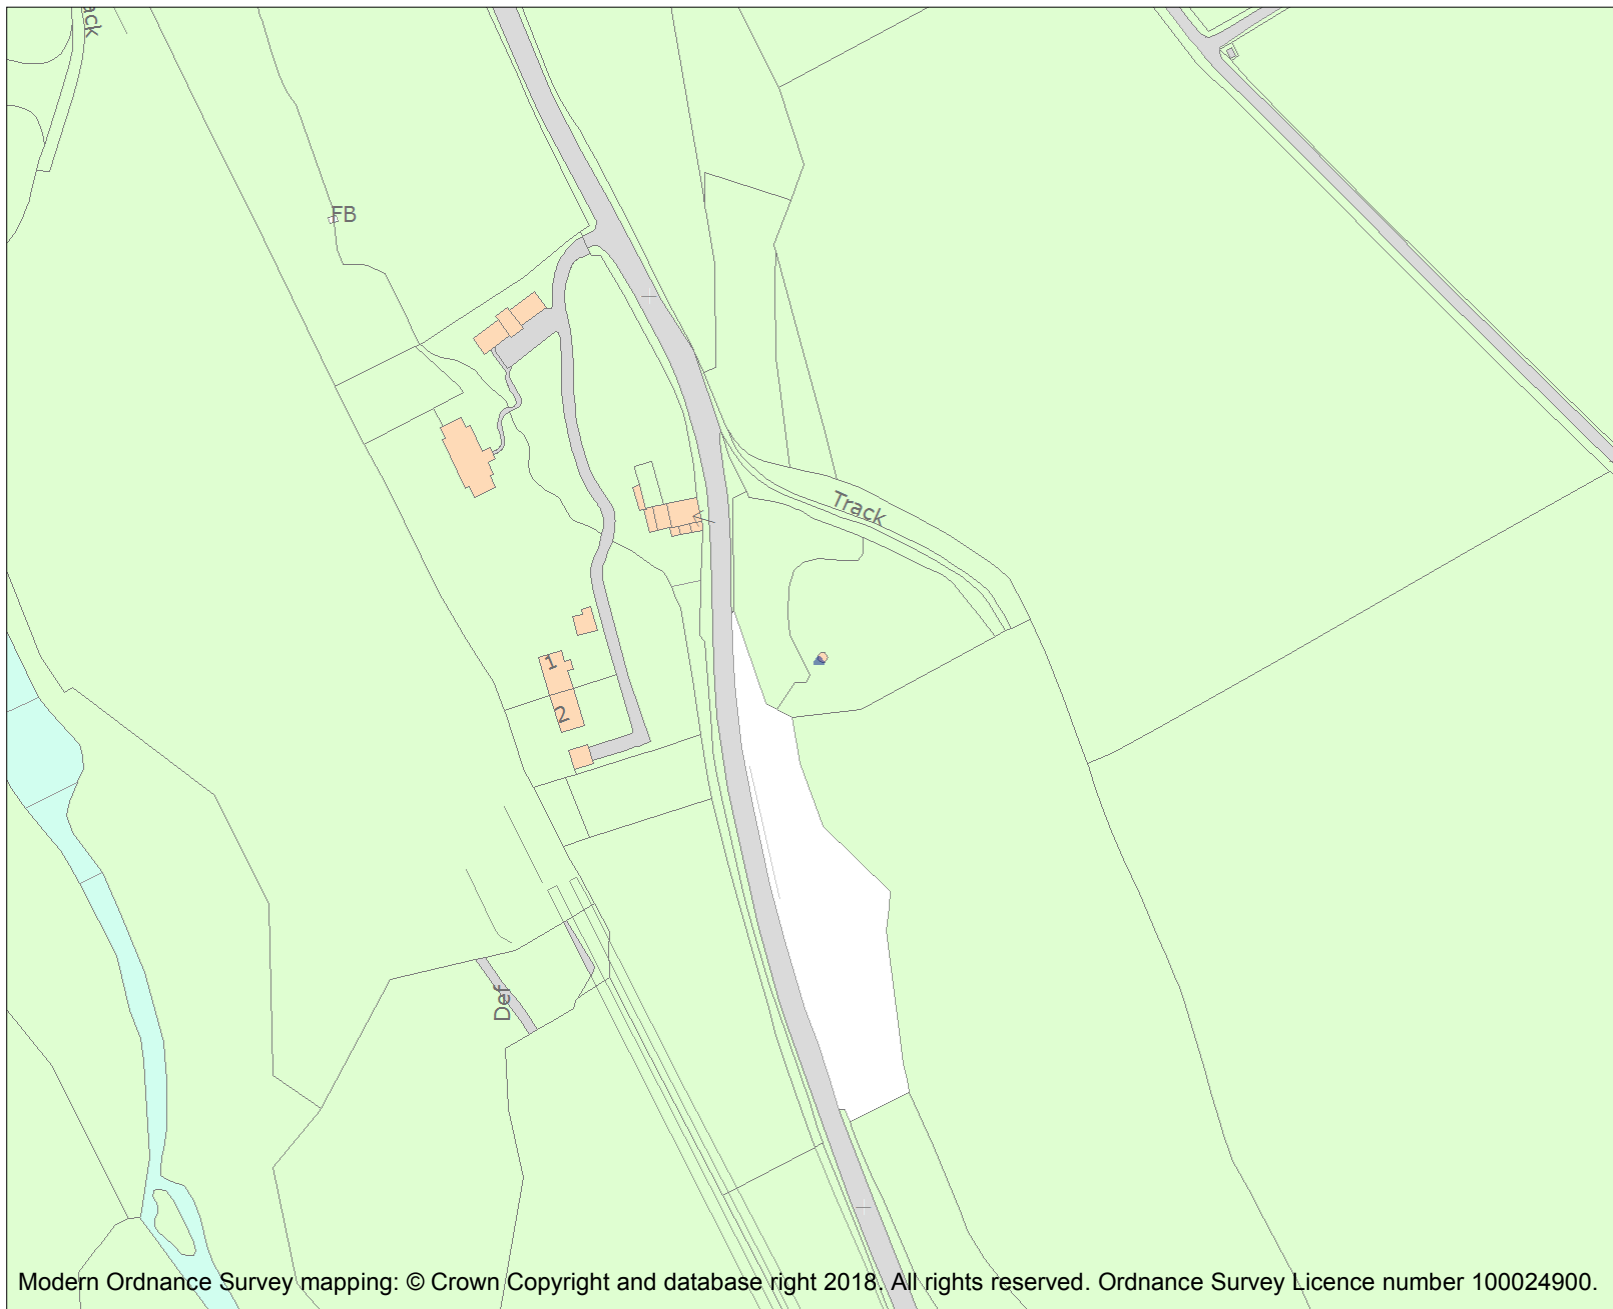 ack
FB
Track
1
2
Def
Modern Ordnance Survey mapping: © Crown Copyright and database right 2018. All rights reserved. Ordnance Survey Licence number 100024900.